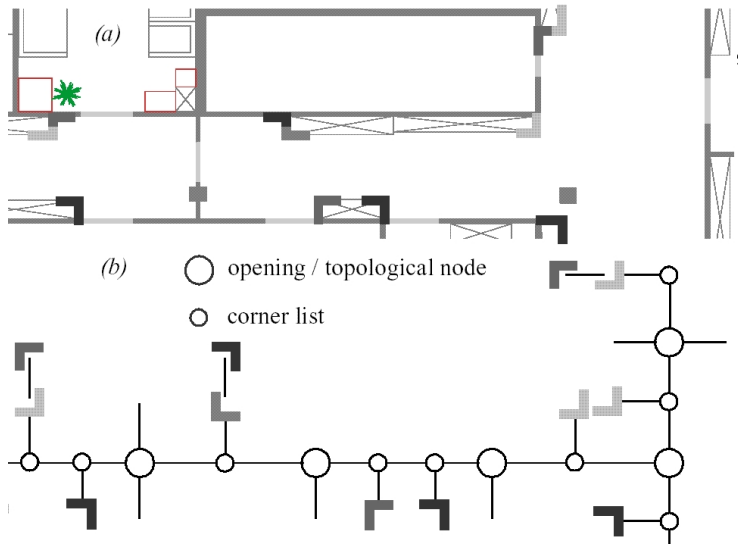 (a)
(b)
opening / topological node
corner list